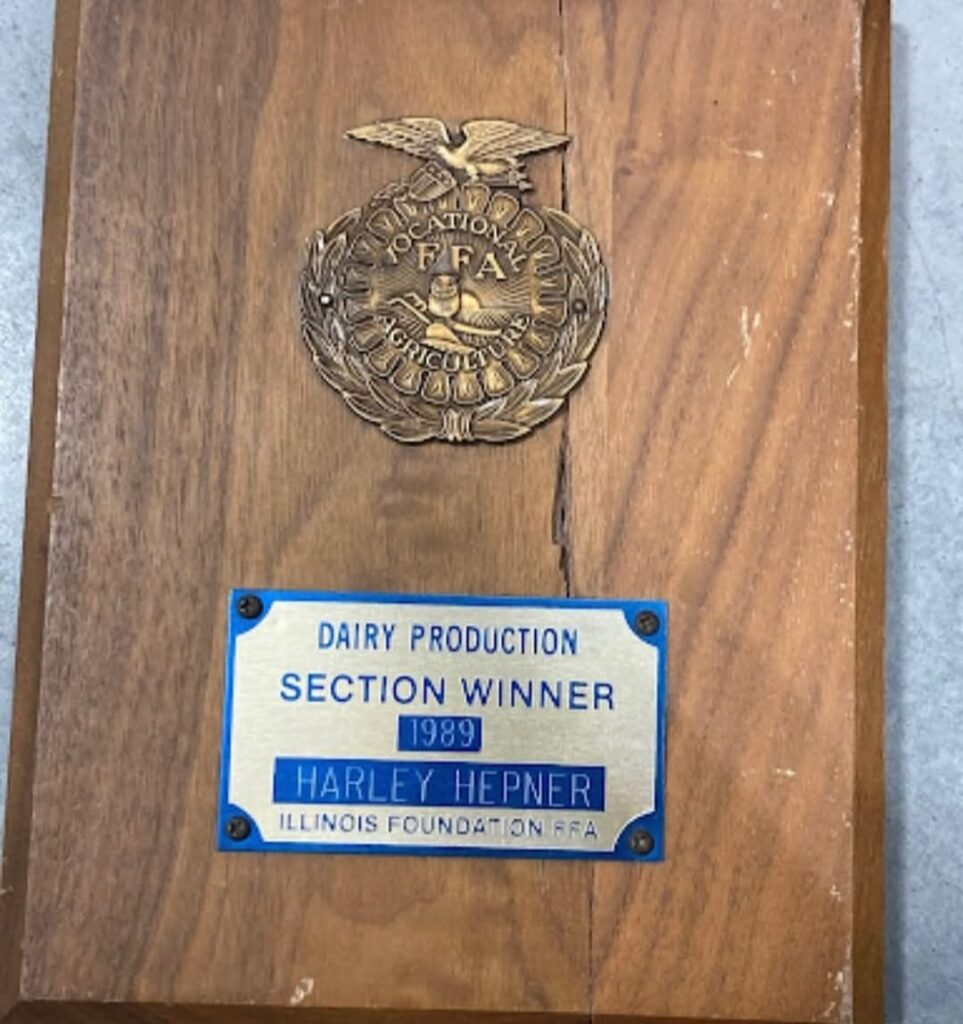 VOCATIONAL
FFA
AGRICULTURE
DAIRY PRODUCTION
SECTION WINNER
1989
HARLEY HEPNER
ILLINOIS FOUNDATION FFA